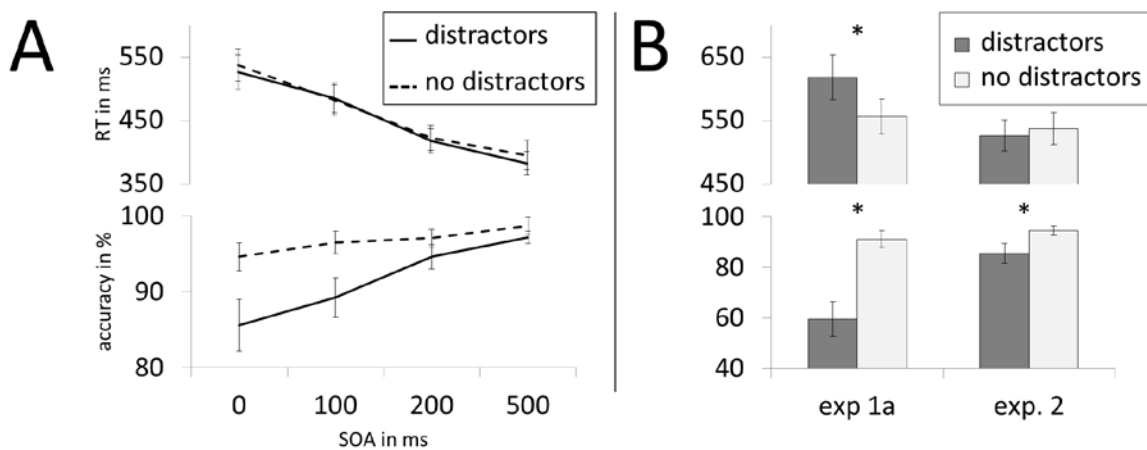 A
distractors
no distractors
RT in ms
550
450
350
accuracy in %
100
90
80
0 100 200 500
SOA in ms
B
distractors
no distractors
650
550
450
*
* *
100
80
60
40
exp 1a exp. 2